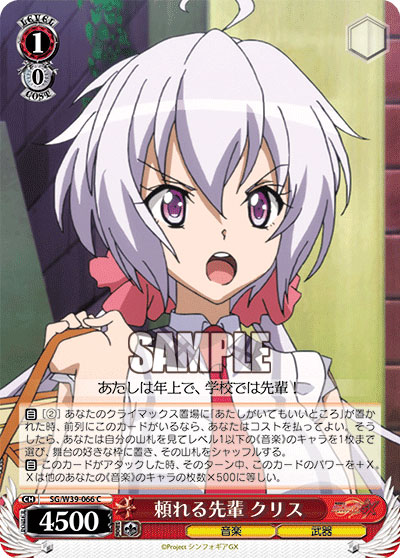 LEVEL
1
0
COST
SAMPLE
あたしは年上で、学校では先輩！
自 [②] あなたのクライマックス置場に「あたしがいてもいいところ」が置か
れた時、前列にこのカードがいるなら、あなたはコストを払ってよい。そう
したら、あなたは自分の山札を見てレベル1以下の《音楽》のキャラを1枚まで
選び、舞台の好きな枠に置き、その山札をシャッフルする。
自 このカードがアタックした時、そのターン中、このカードのパワーを＋X。
Xは他のあなたの《音楽》のキャラの枚数×500に等しい。
CH SG/W39-066 C
4500
頼れる先輩 クリス
音楽 武器
©Project シンフォギアGX